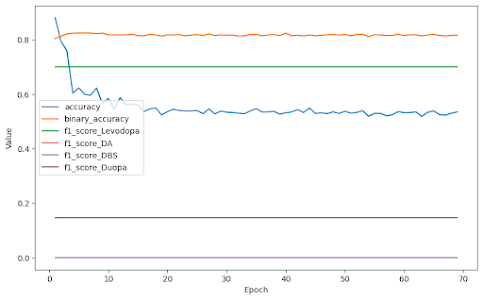 0.8
0.6
0.4
0.2
0.0
Value
accuracy
binary_accuracy
f1_score_Levodopa
f1_score_DA
f1_score_DBS
f1_score_Duopa
0 10 20 30 40 50 60 70
Epoch